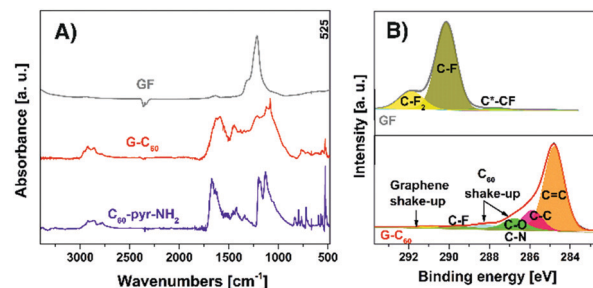 A)
525
GF
G-C60
C60-pyr-NH2
Absorbance [a. u.]
3000 2500 2000 1500 1000 500
Wavenumbers [cm-1]
B)
C-F
C-F2
C*-CF
GF
C60
shake-up
Graphene
shake-up
C=C
C-F
C-C
C-O
C-N
G-C60
Intensity [a. u.]
292 290 288 286 284
Binding energy [eV]